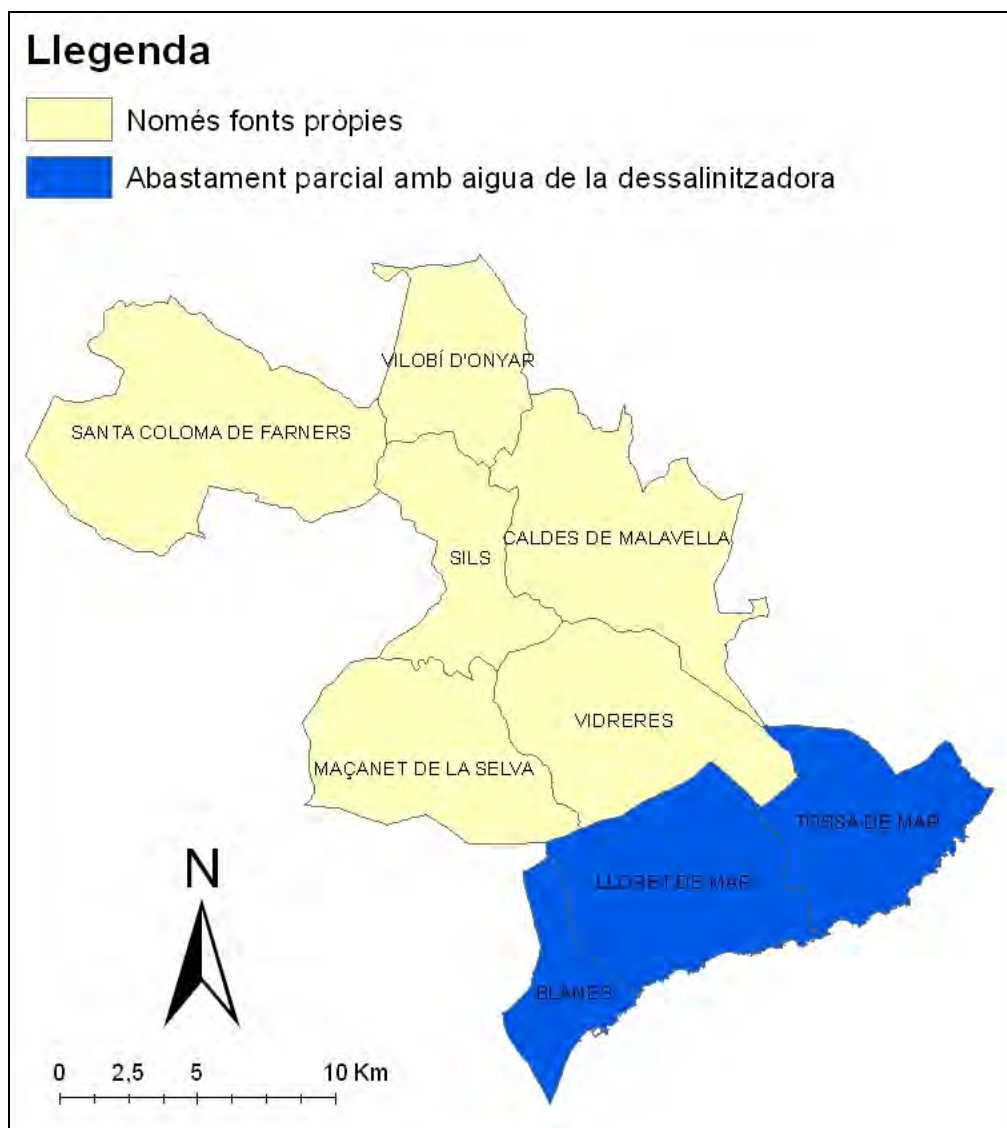 Llegenda
Només fonts pròpies
Abastament parcial amb aigua de la dessalinitzadora
VILOBÍ D'ONYAR
SANTA COLOMA DE FARNERS
CALDES DE MALAVELLA
SILS
VIDRERES
MAÇANET DE LA SELVA
TOSSA DE MAR
LLORET DE MAR
BLANES
N
0 2,5 5 10 Km